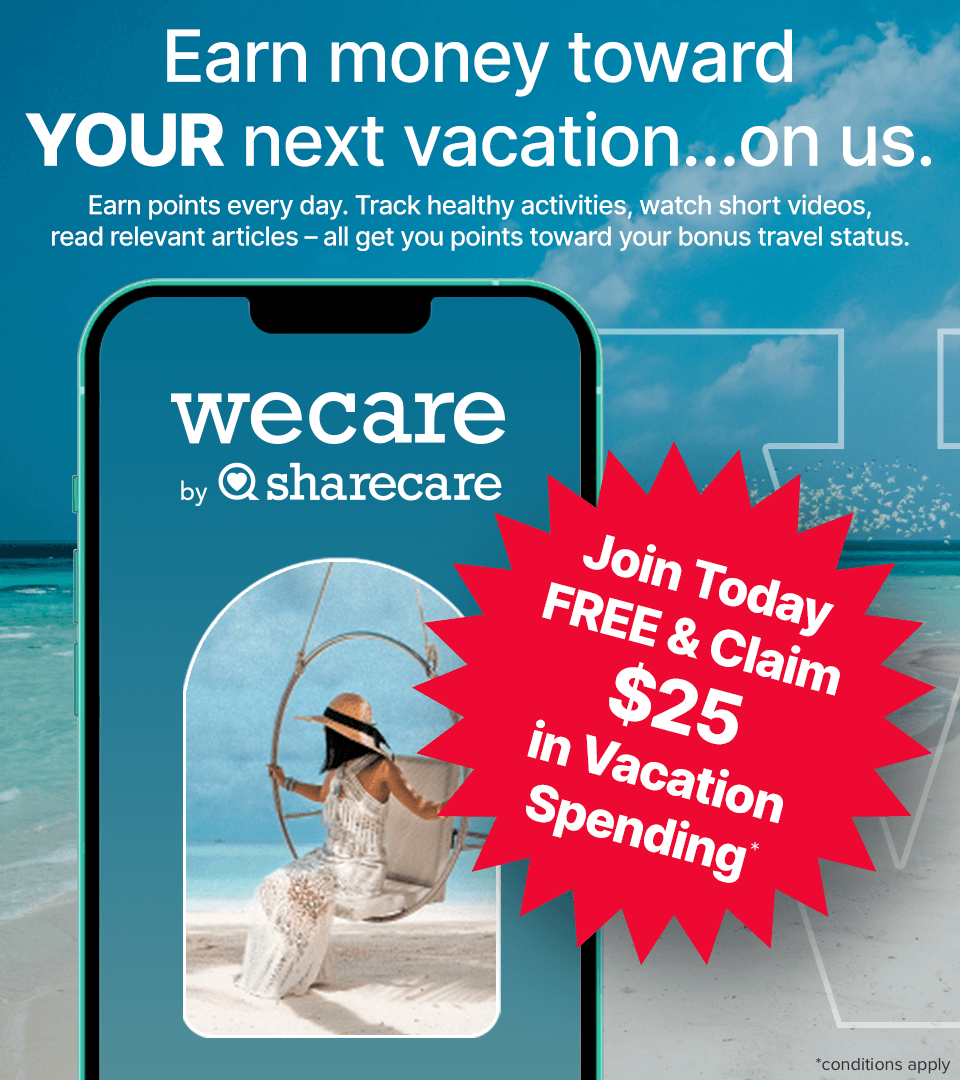 Earn money toward
YOUR next vacation...on us.
Earn points every day. Track healthy activities, watch short videos,
read relevant articles – all get you points toward your bonus travel status.
wecare
by sharecare
Join Today
FREE & Claim
$25
in Vacation
Spending*
*conditions apply